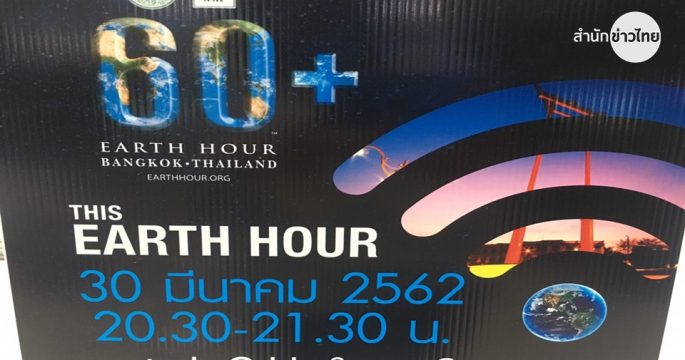 สำนักข่าวไทย
60+
EARTH HOUR
BANGKOK•THAILAND
EARTHHOUR.ORG
THIS
EARTH HOUR
30 มีนาคม 2562
20.30-21.30 น.